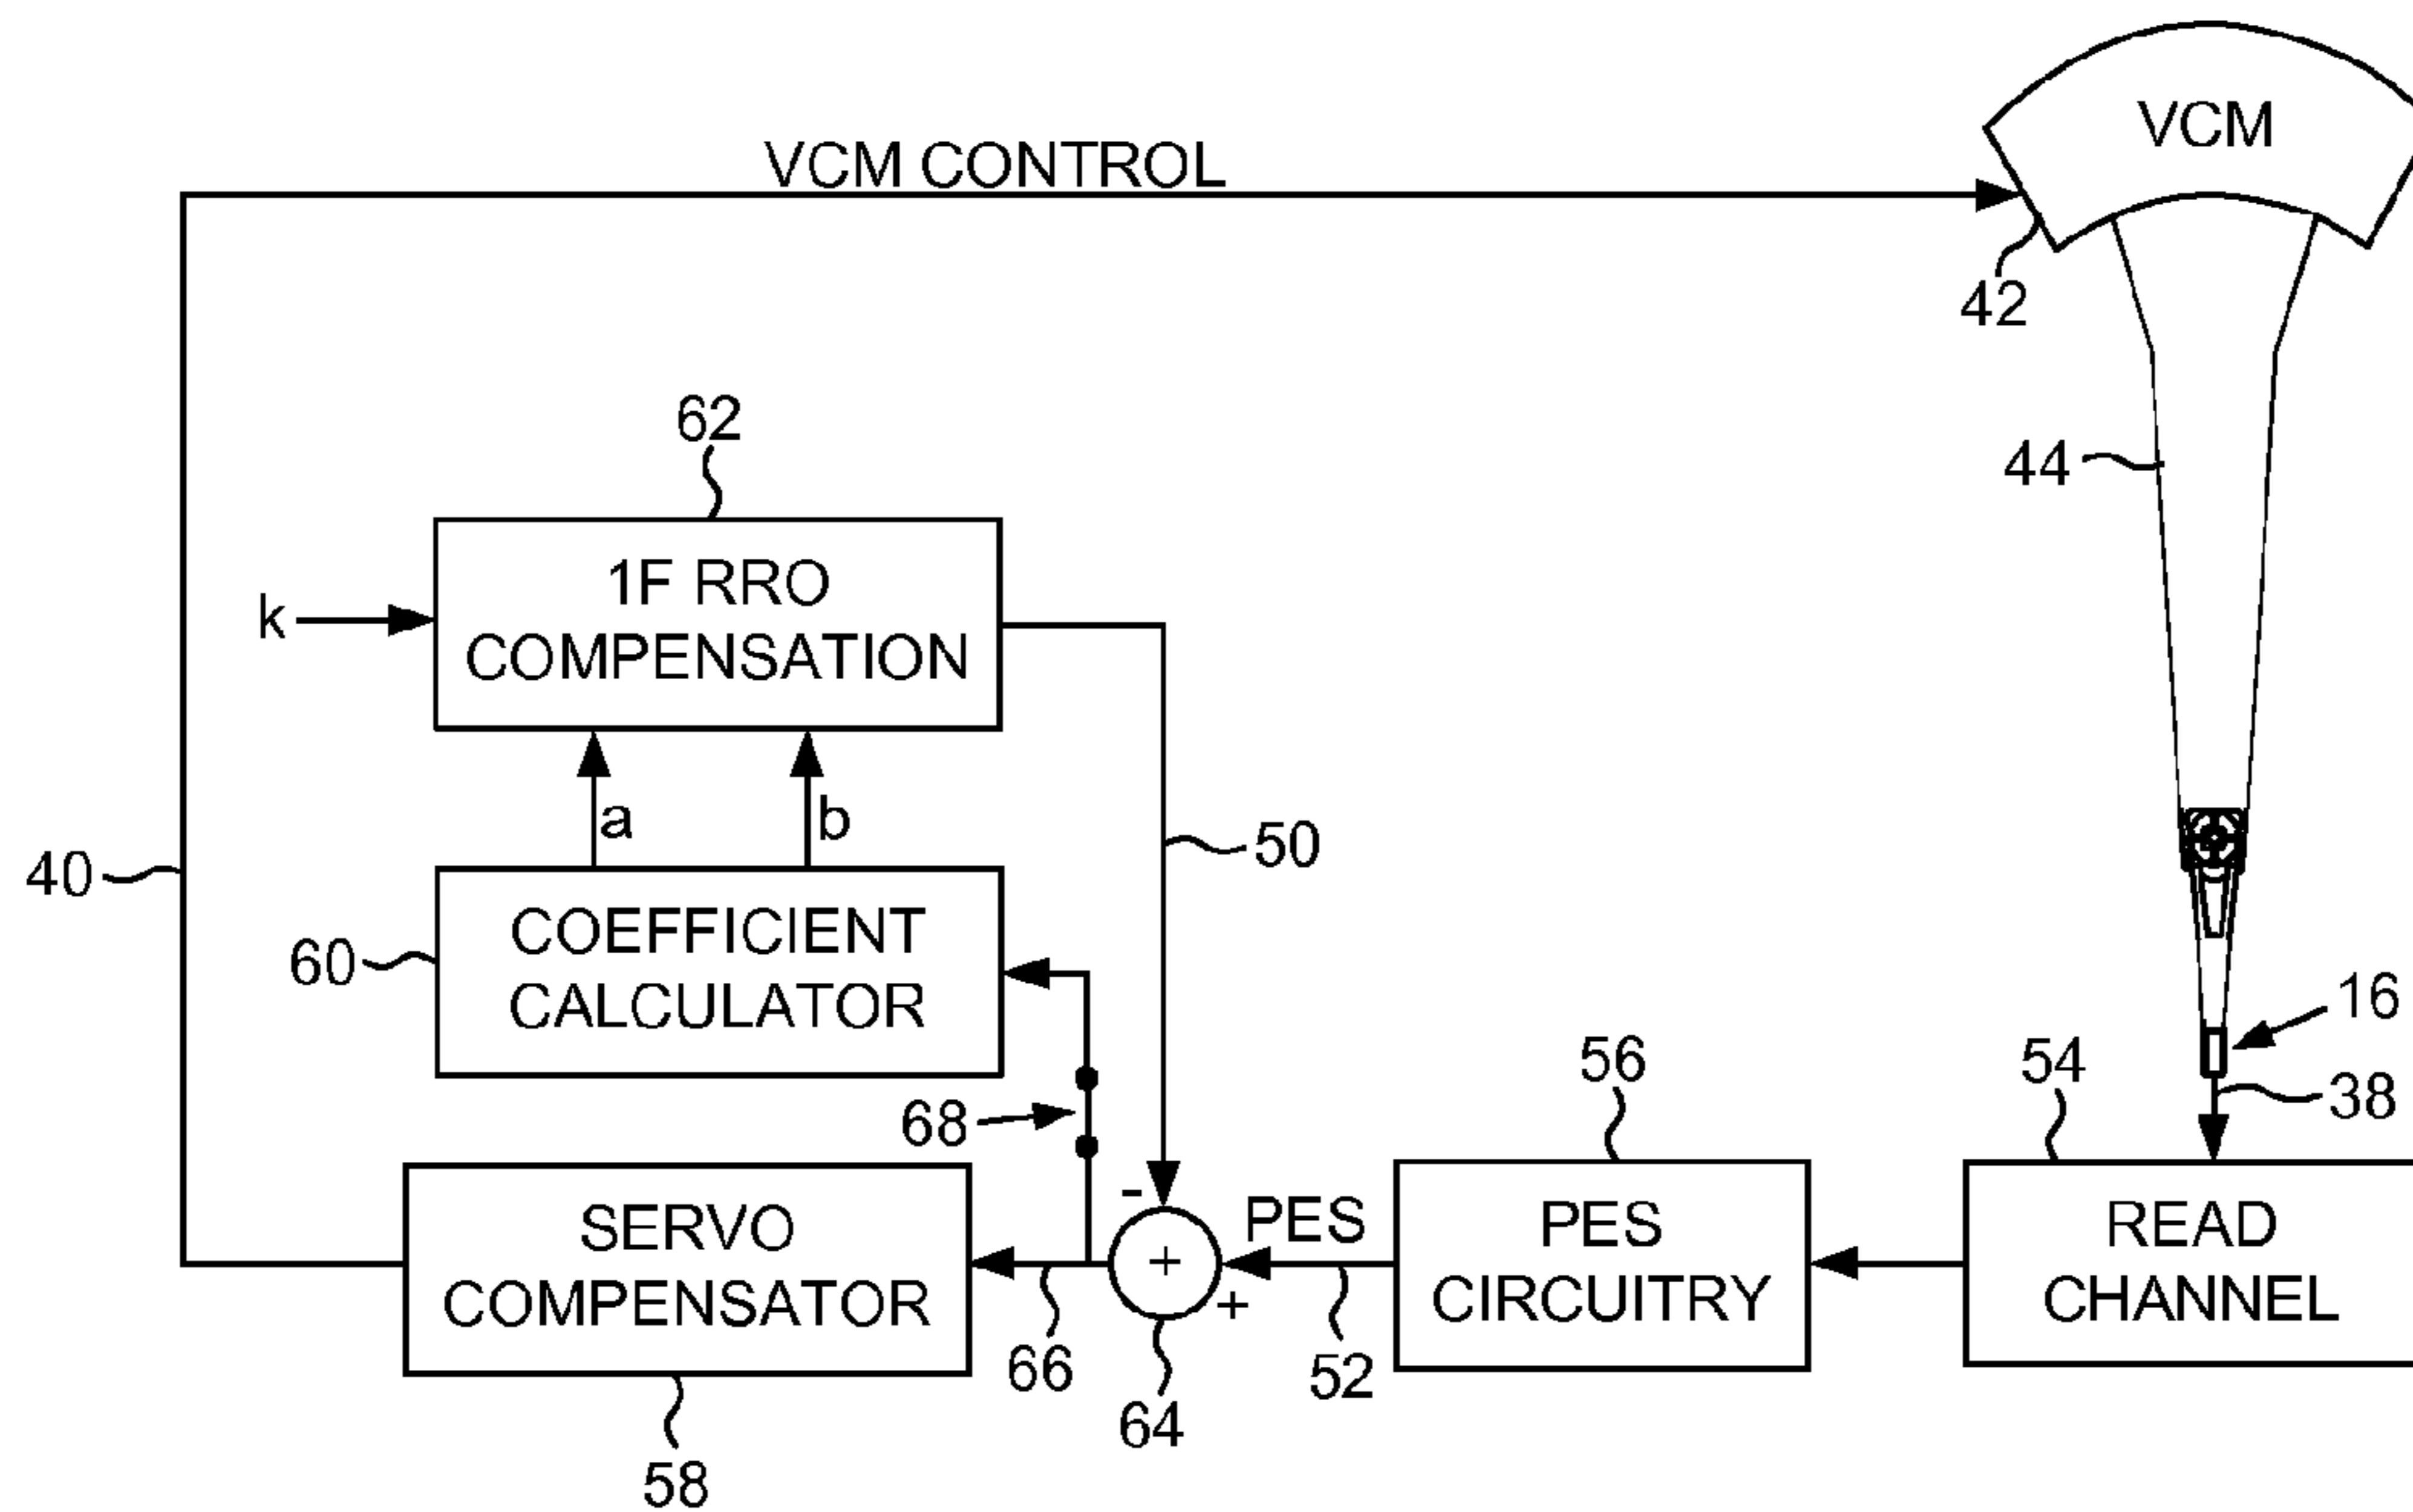 VCM
VCM CONTROL
42
62
44
1F RRO
COMPENSATION
k
a
b
50
40
COEFFICIENT
CALCULATOR
60
16
56
54
38
68
-
PES
SERVO
COMPENSATOR
+
+
PES
CIRCUITRY
READ
CHANNEL
66
52
64
58